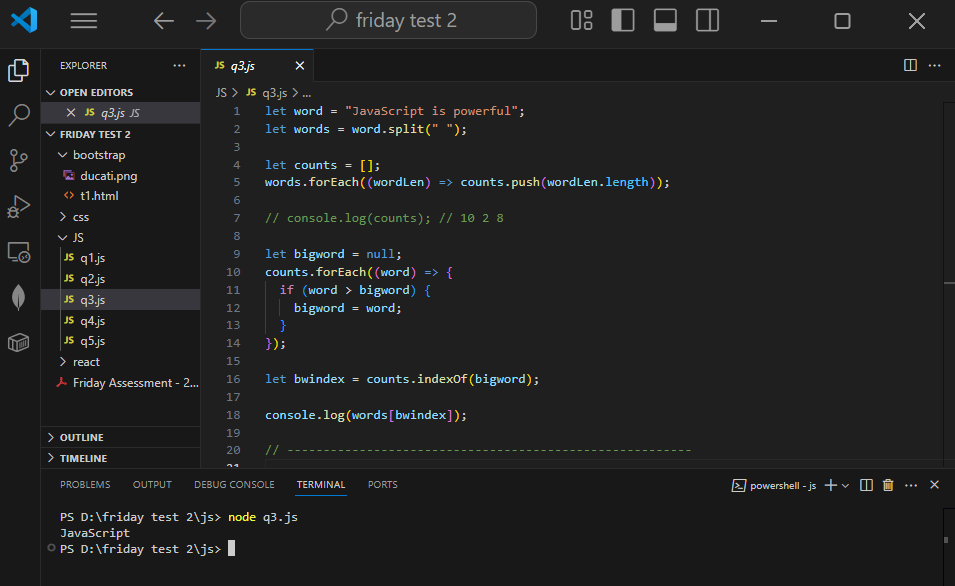 friday test 2
EXPLORER
JS q3.js
OPEN EDITORS
JS q3.js JS
FRIDAY TEST 2
bootstrap
ducati.png
t1.html
css
JS
JS q1.js
JS q2.js
JS q3.js
JS q4.js
JS q5.js
react
Friday Assessment - 2...
OUTLINE
TIMELINE
JS > JS q3.js > ...
1 let word = "JavaScript is powerful";
2 let words = word.split(" ");
3
4 let counts = [];
5 words.forEach((wordLen) => counts.push(wordLen.length));
6
7 // console.log(counts); // 10 2 8
8
9 let bigword = null;
10 counts.forEach((word) => {
11 if (word > bigword) {
12 bigword = word;
13 }
14 });
15
16 let bwindex = counts.indexOf(bigword);
17
18 console.log(words[bwindex]);
19
20 // --------------------------------------------------------
21
PROBLEMS OUTPUT DEBUG CONSOLE TERMINAL PORTS
powershell - js
PS D:\friday test 2\js> node q3.js
JavaScript
PS D:\friday test 2\js>